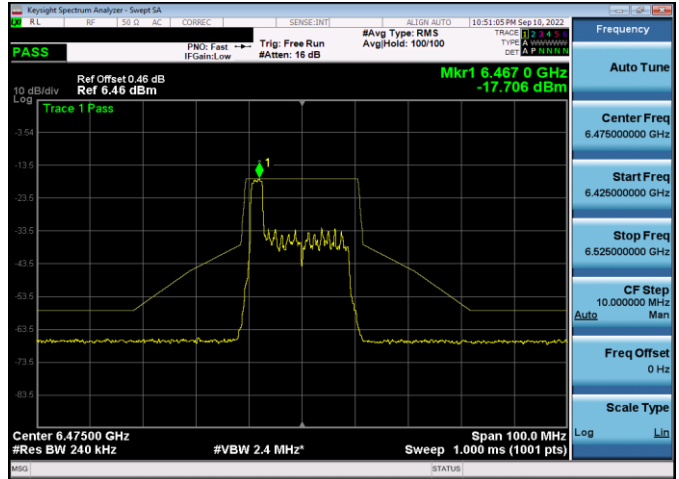 Keysight Spectrum Analyzer - Swept SA
RL RF 50 Ω AC CORREC SENSE:INT ALIGN AUTO 10:51:05 PM Sep 10, 2022
PASS
PNO: Fast
IFGain:Low
Trig: Free Run
#Atten: 16 dB
#Avg Type: RMS
Avg|Hold: 100/100
TRACE 1 2 3 4 5 6
TYPE A WWWWW
DET A P N N N N
Frequency
Auto Tune
Center Freq
6.475000000 GHz
Start Freq
6.425000000 GHz
Stop Freq
6.525000000 GHz
CF Step
10.000000 MHz
Auto Man
Freq Offset
0 Hz
Scale Type
Log Lin
Mkr1 6.467 0 GHz
-17.706 dBm
Ref Offset 0.46 dB
10 dB/div Ref 6.46 dBm
Log
Trace 1 Pass
1
-3.54
-13.5
-23.5
-33.5
-43.5
-53.5
-63.5
-73.5
-83.5
Center 6.47500 GHz Span 100.0 MHz
#Res BW 240 kHz #VBW 2.4 MHz* Sweep 1.000 ms (1001 pts)
MSG STATUS